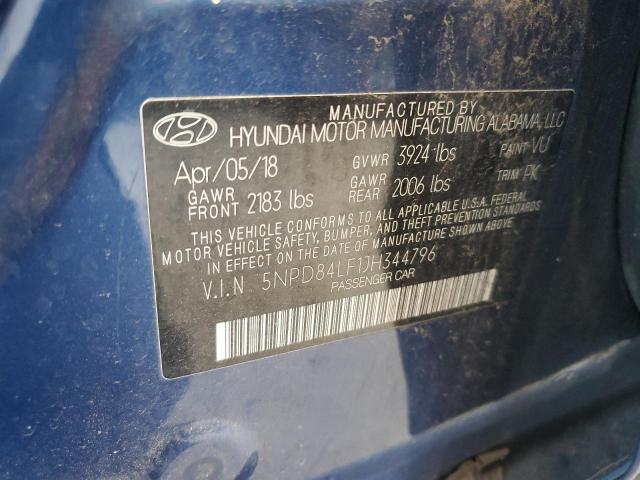 MANUFACTURED BY
HYUNDAI MOTOR MANUFACTURING ALABAMA, LLC
Apr/05/18 GVWR 3924 lbs PAINT VU
GAWR FRONT 2183 lbs GAWR REAR 2006 lbs TRIM PK
THIS VEHICLE CONFORMS TO ALL APPLICABLE U.S.A. FEDERAL
MOTOR VEHICLE SAFETY, BUMPER, AND THEFT PREVENTION STANDARDS
IN EFFECT ON THE DATE OF MANUFACTURE SHOWN ABOVE
V.I.N 5NPD84LF1JH344796
PASSENGER CAR